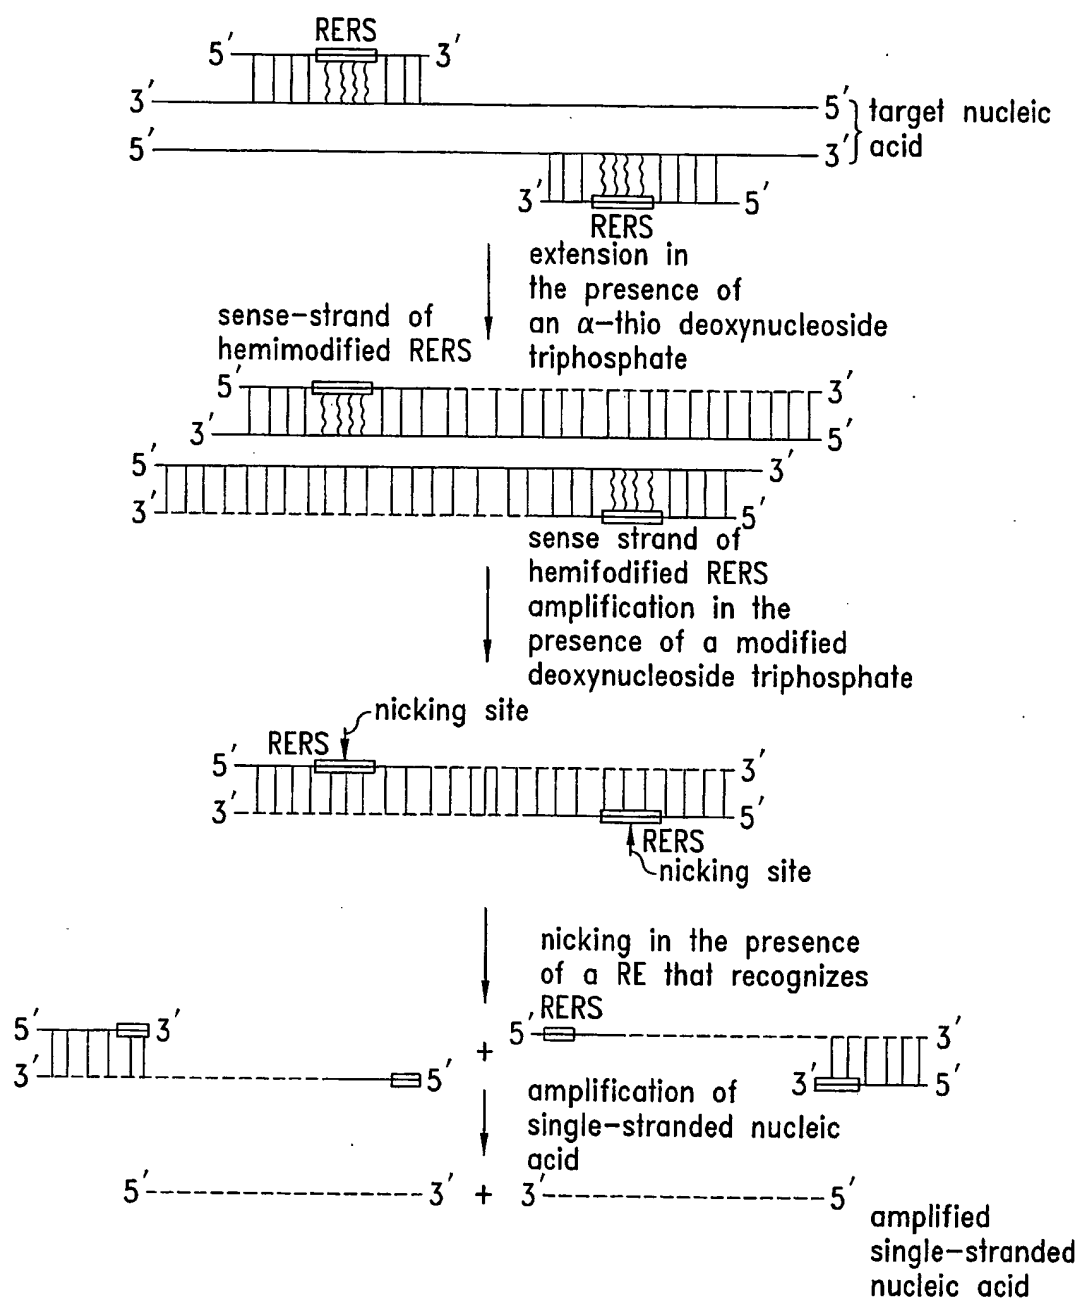 RERS
5′ 3′
3′ 5′
target nucleic
acid
5′ 3′
3′ 5′
RERS
extension in
the presence of
an α-thio deoxynucleoside
triphosphate
sense-strand of
hemimodified RERS
5′ 3′
3′ 5′
5′ 3′
3′ 5′
sense strand of
hemifodified RERS
amplification in the
presence of a modified
deoxynucleoside triphosphate
nicking site
RERS
5′ 3′
3′ 5′
RERS
nicking site
nicking in the presence
of a RE that recognizes
RERS
5′ 3′ + 5′ 3′
3′ 5′ 3′ 5′
amplification of
single-stranded nucleic
acid
5′ 3′ + 3′ 5′
amplified
single-stranded
nucleic acid